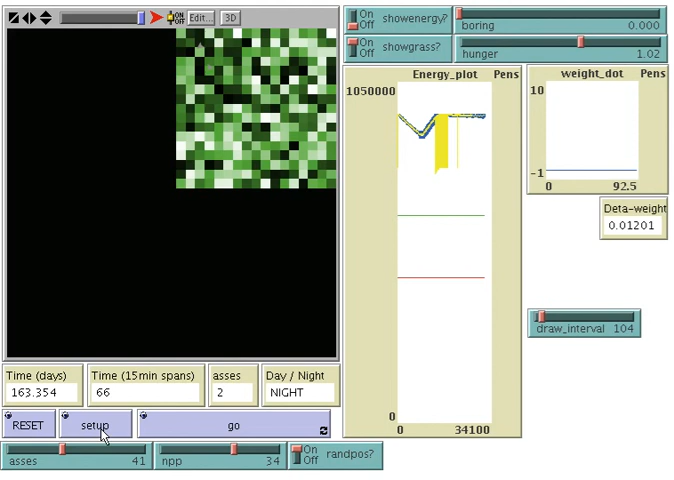 ON
OFF
Edit...
3D
On
Off
showenergy?
boring
0.000
On
Off
showgrass?
hunger
1.02
Energy_plot
Pens
1050000
0
0
34100
weight_dot
Pens
10
-1
0
92.5
Deta-weight
0.01201
draw_interval
104
Time (days)
163.354
Time (15min spans)
66
asses
2
Day / Night
NIGHT
RESET
setup
go
asses
41
npp
34
On
Off
randpos?